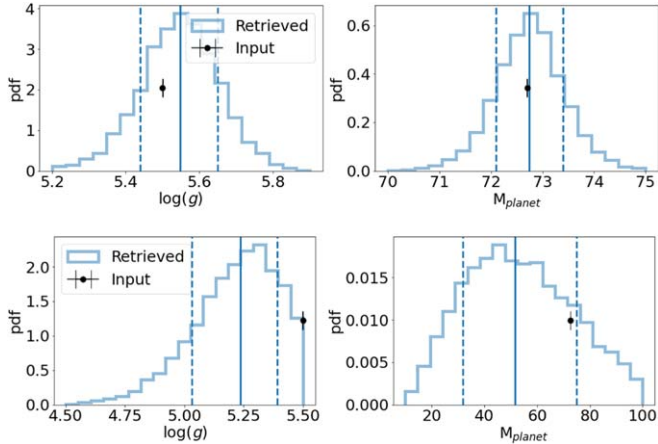 4
3
2
1
0
pdf
Retrieved
Input
5.2 5.4 5.6 5.8
log(g)
0.6
0.4
0.2
0.0
pdf
70 71 72 73 74 75
M_planet
2.0
1.5
1.0
0.5
0.0
pdf
Retrieved
Input
4.50 4.75 5.00 5.25 5.50
log(g)
0.015
0.010
0.005
0.000
pdf
20 40 60 80 100
M_planet